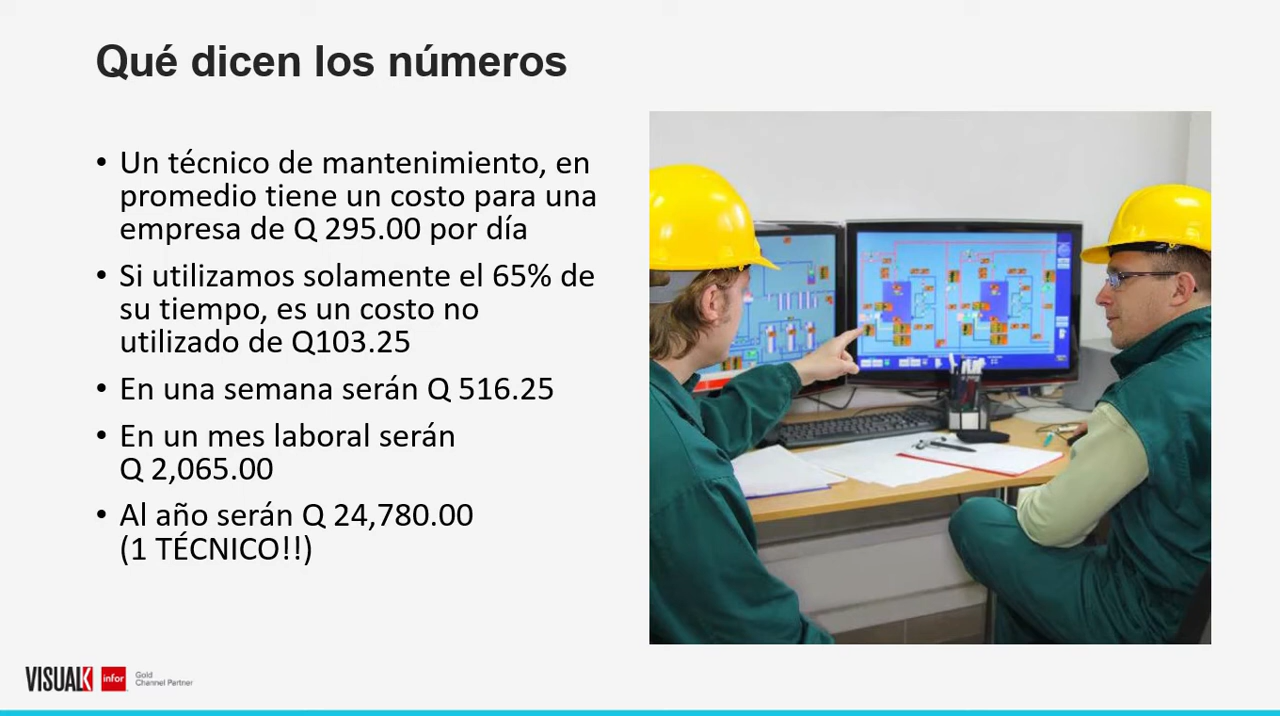 Qué dicen los números
• Un técnico de mantenimiento, en
promedio tiene un costo para una
empresa de Q 295.00 por día
• Si utilizamos solamente el 65% de
su tiempo, es un costo no
utilizado de Q103.25
• En una semana serán Q 516.25
• En un mes laboral serán
Q 2,065.00
• Al año serán Q 24,780.00
(1 TÉCNICO!!)
VISUALK infor Gold
Channel Partner